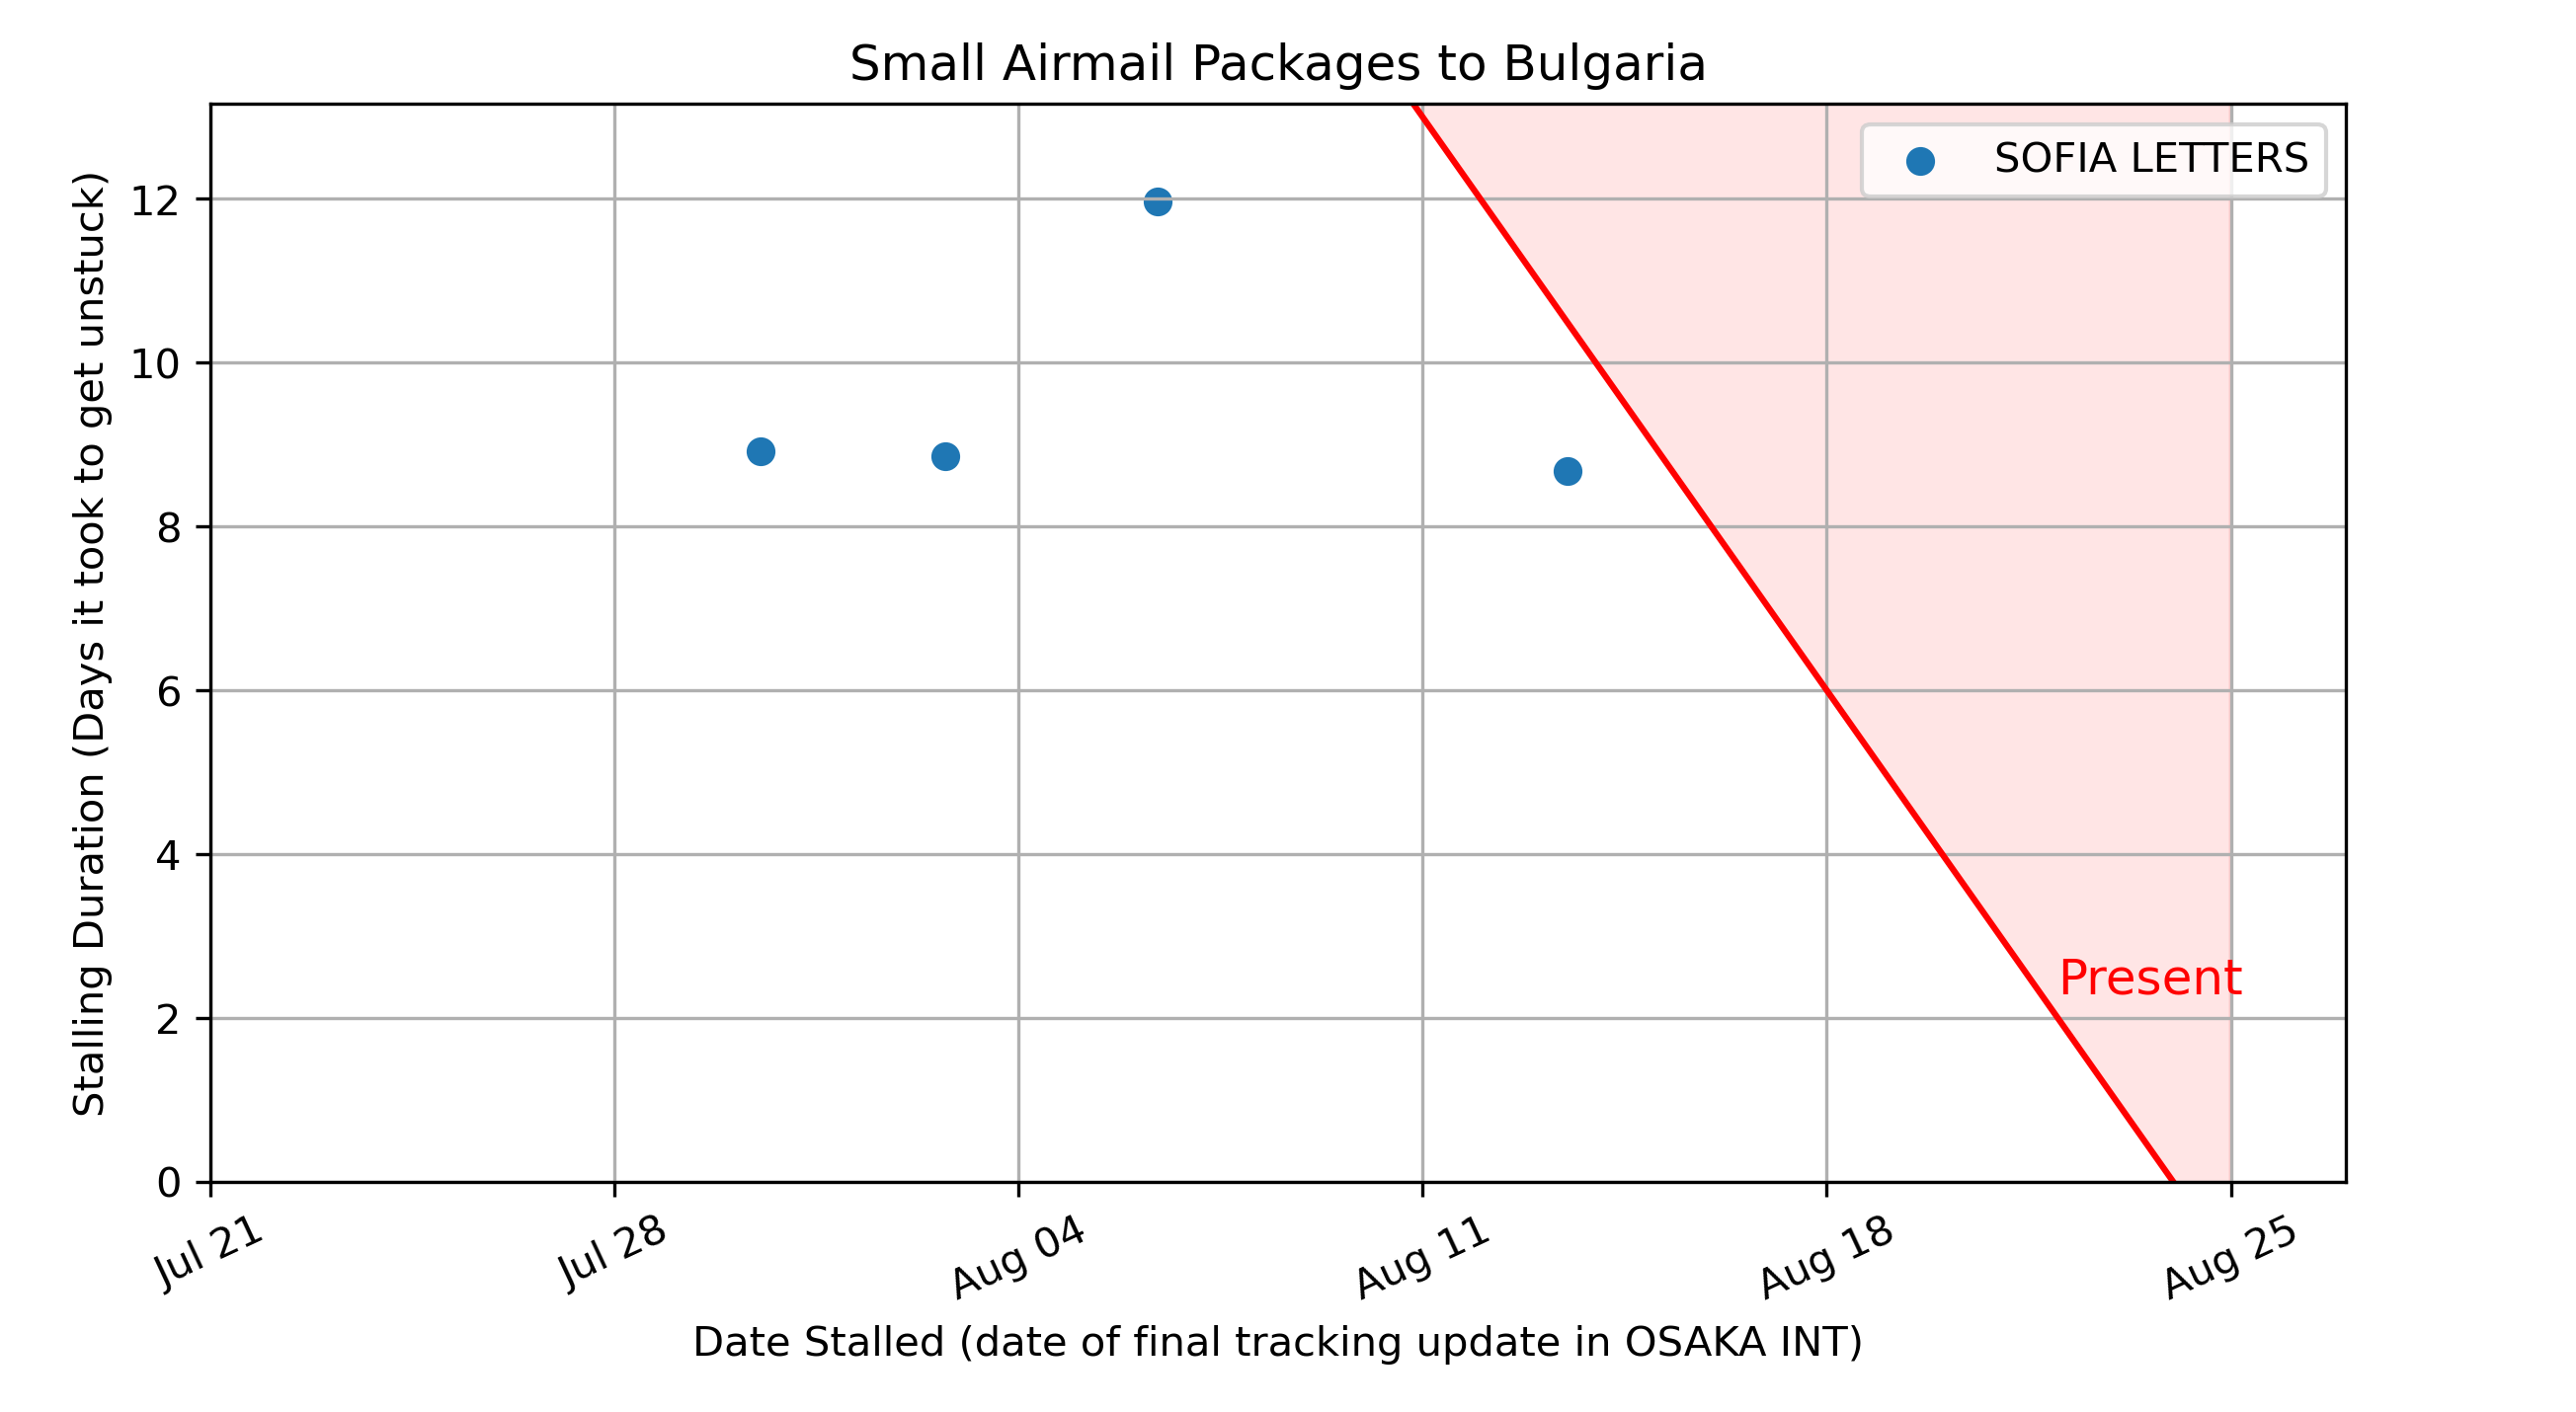 Small Airmail Packages to Bulgaria
SOFIA LETTERS
Stalling Duration (Days it took to get unstuck)
12
10
8
6
4
2
0
Present
Jul 21
Jul 28
Aug 04
Aug 11
Aug 18
Aug 25
Date Stalled (date of final tracking update in OSAKA INT)